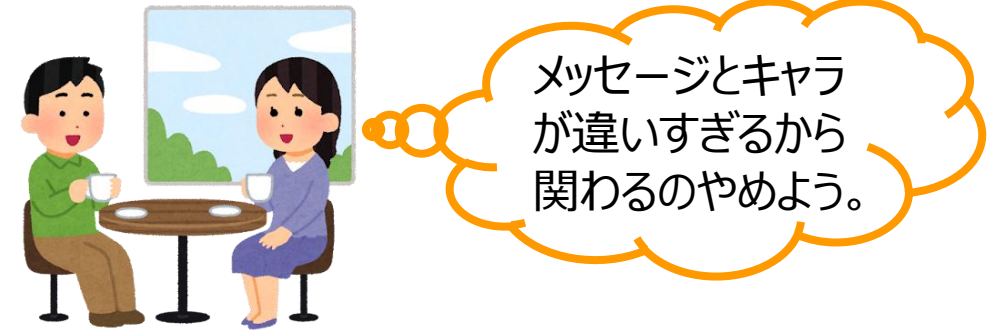 メッセージとキャラ
が違いすぎるから
関わるのやめよう。